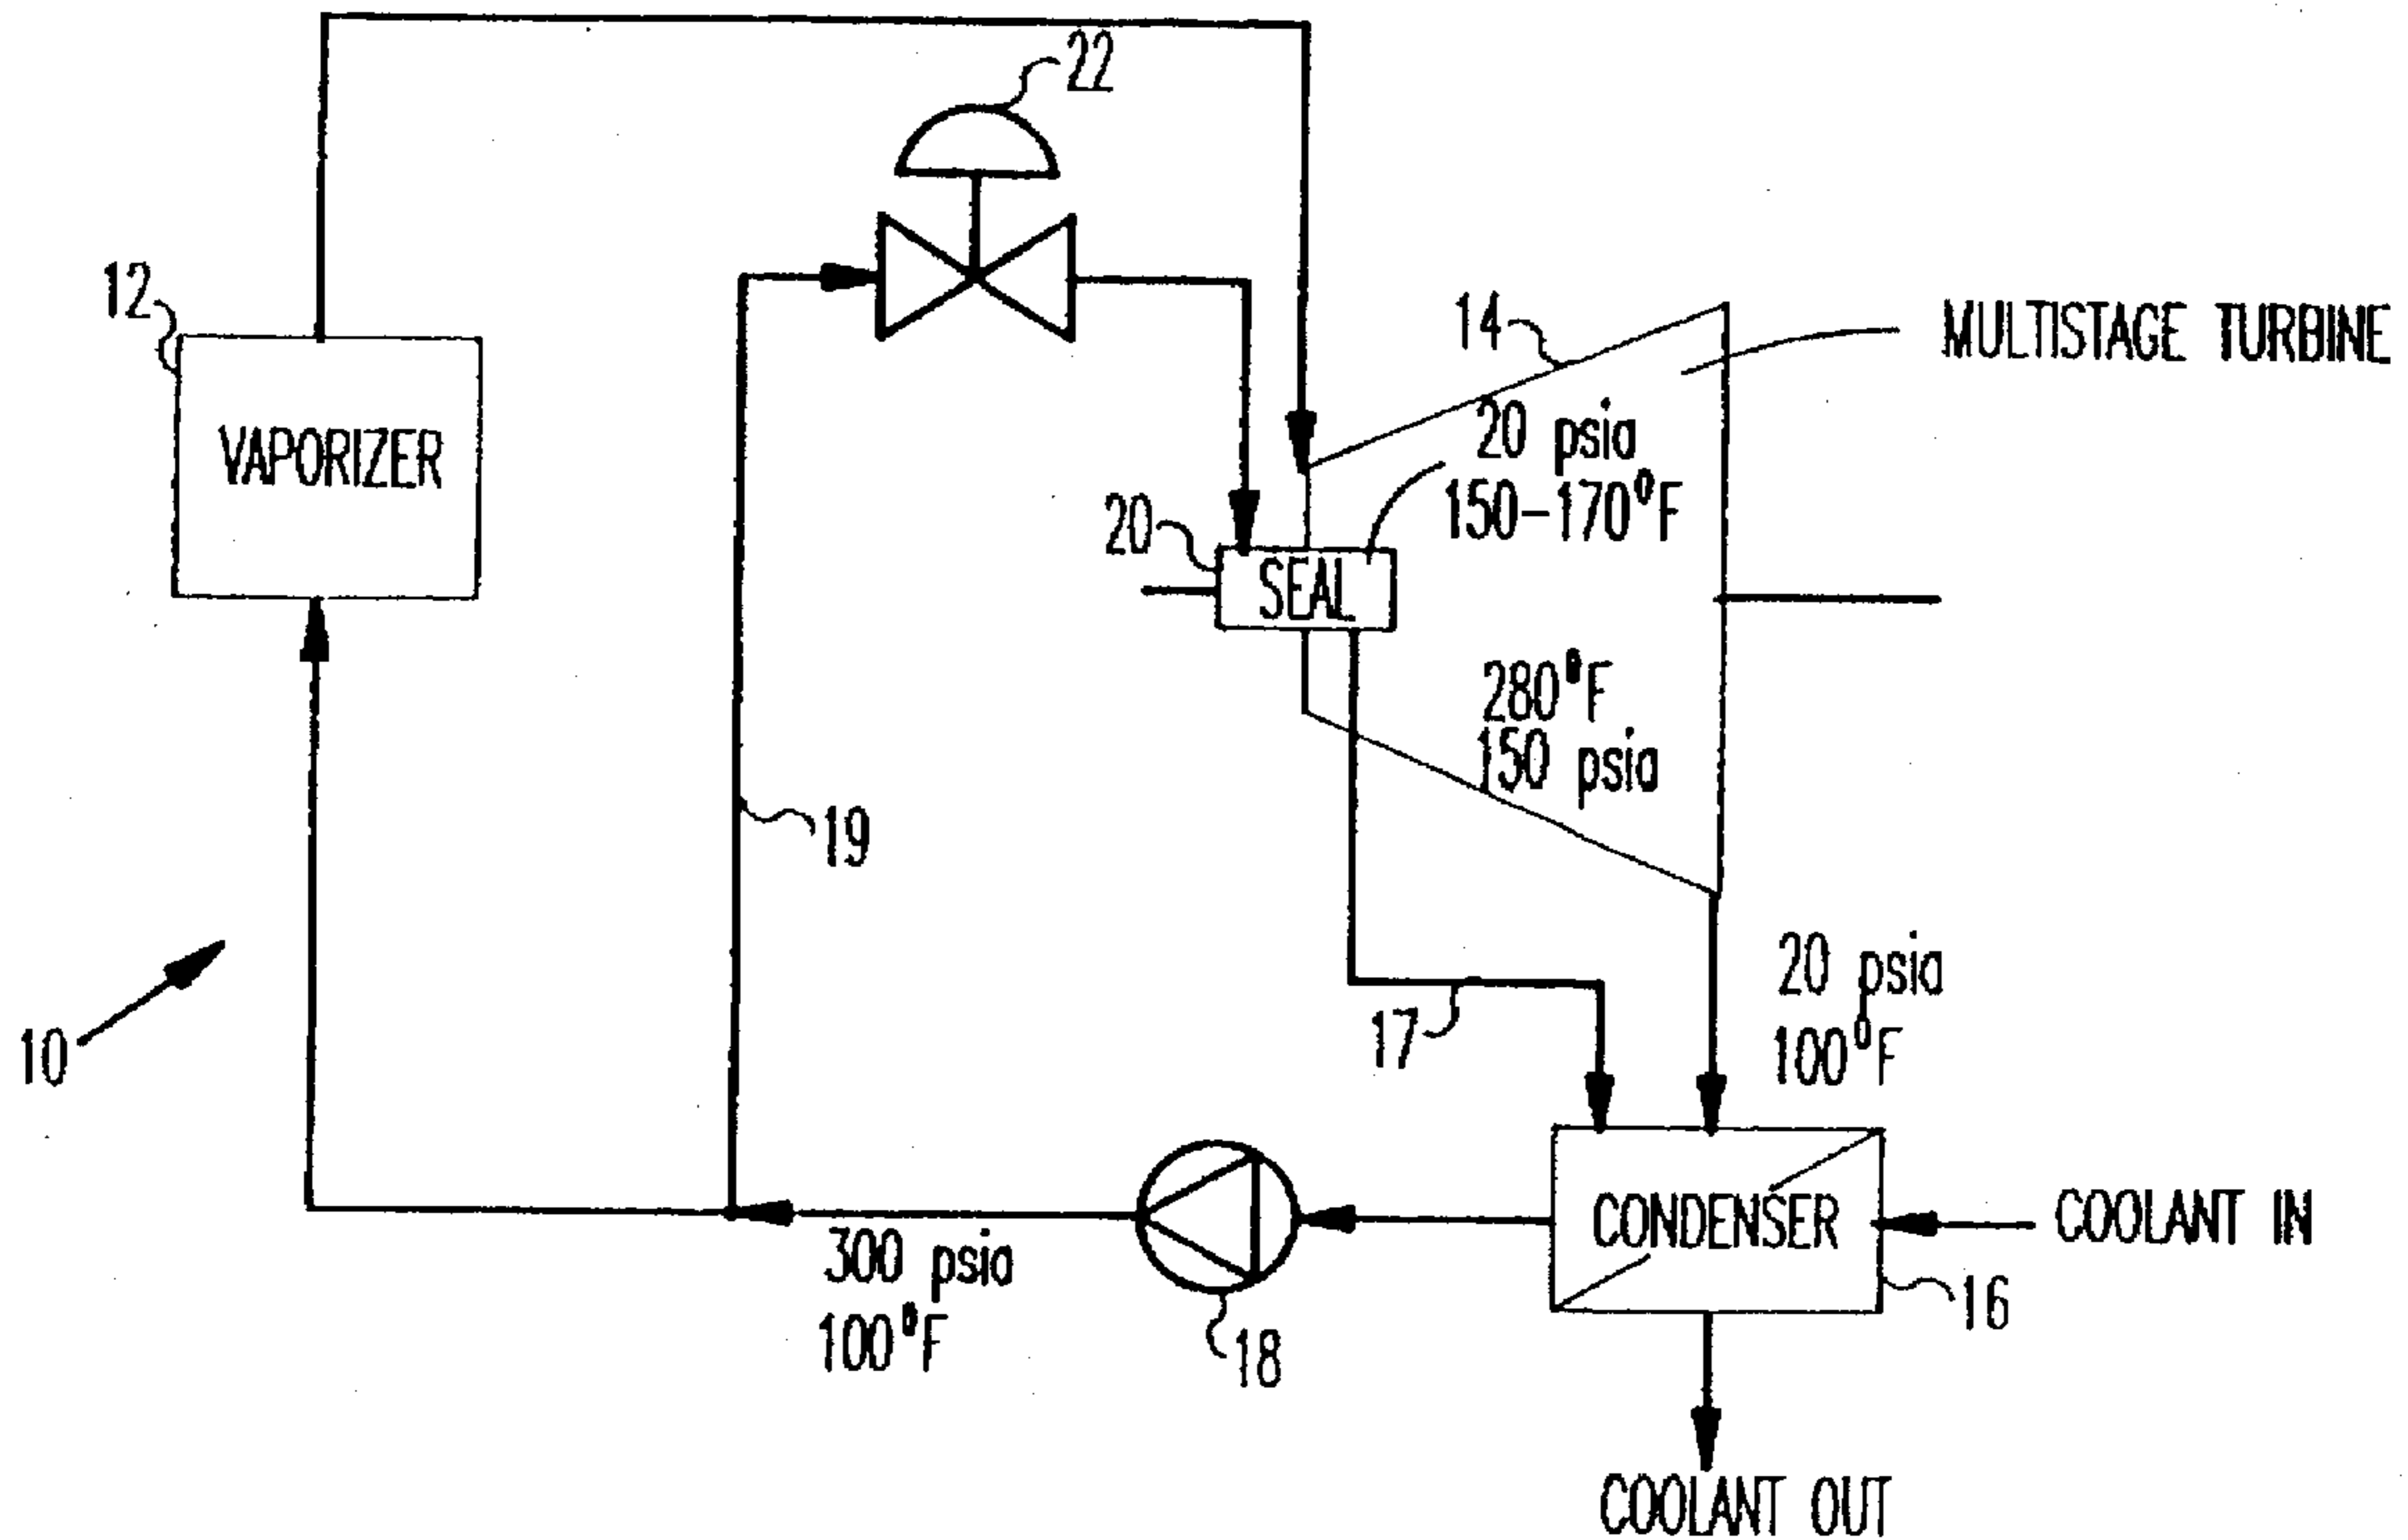 22
12
VAPORIZER
14
MULTISTAGE TURBINE
20 psia
150-170°F
20
SEAL
280°F
150 psia
19
10
17
20 psia
100°F
CONDENSER
COOLANT IN
300 psia
100°F
18
16
COOLANT OUT